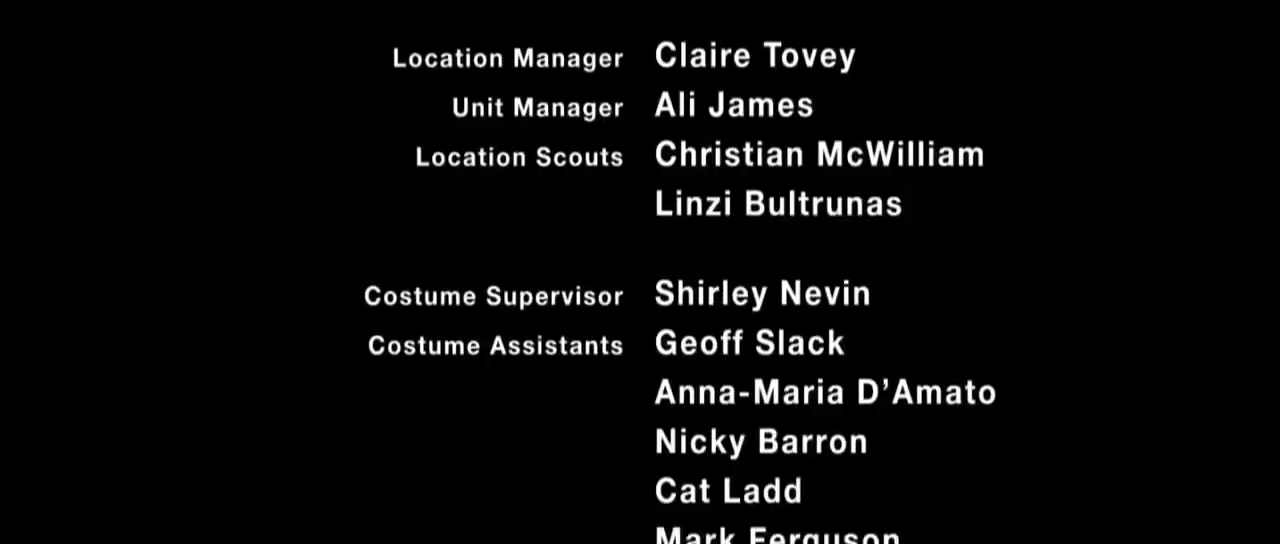 Location Manager Claire Tovey
Unit Manager Ali James
Location Scouts Christian McWilliam
Linzi Bultrunas
Costume Supervisor Shirley Nevin
Costume Assistants Geoff Slack
Anna-Maria D’Amato
Nicky Barron
Cat Ladd
Mark Ferguson